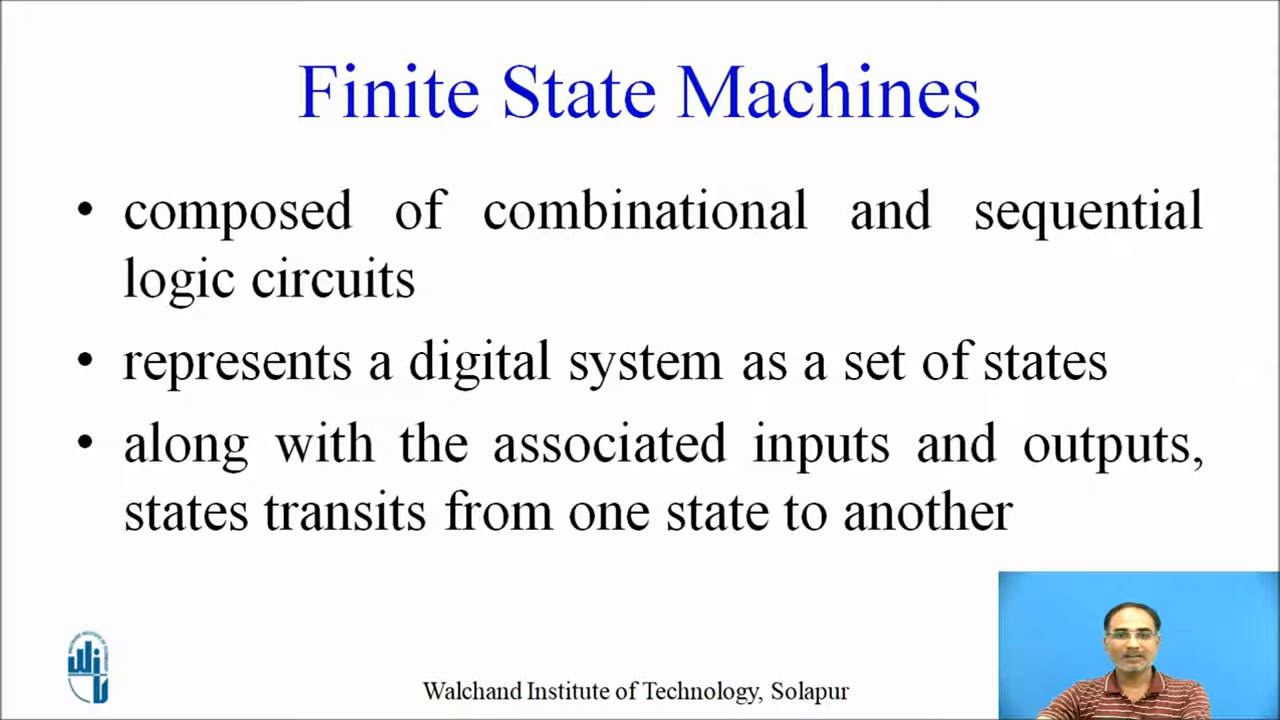 Finite State Machines
• composed of combinational and sequential
logic circuits
• represents a digital system as a set of states
• along with the associated inputs and outputs,
states transits from one state to another
Walchand Institute of Technology, Solapur